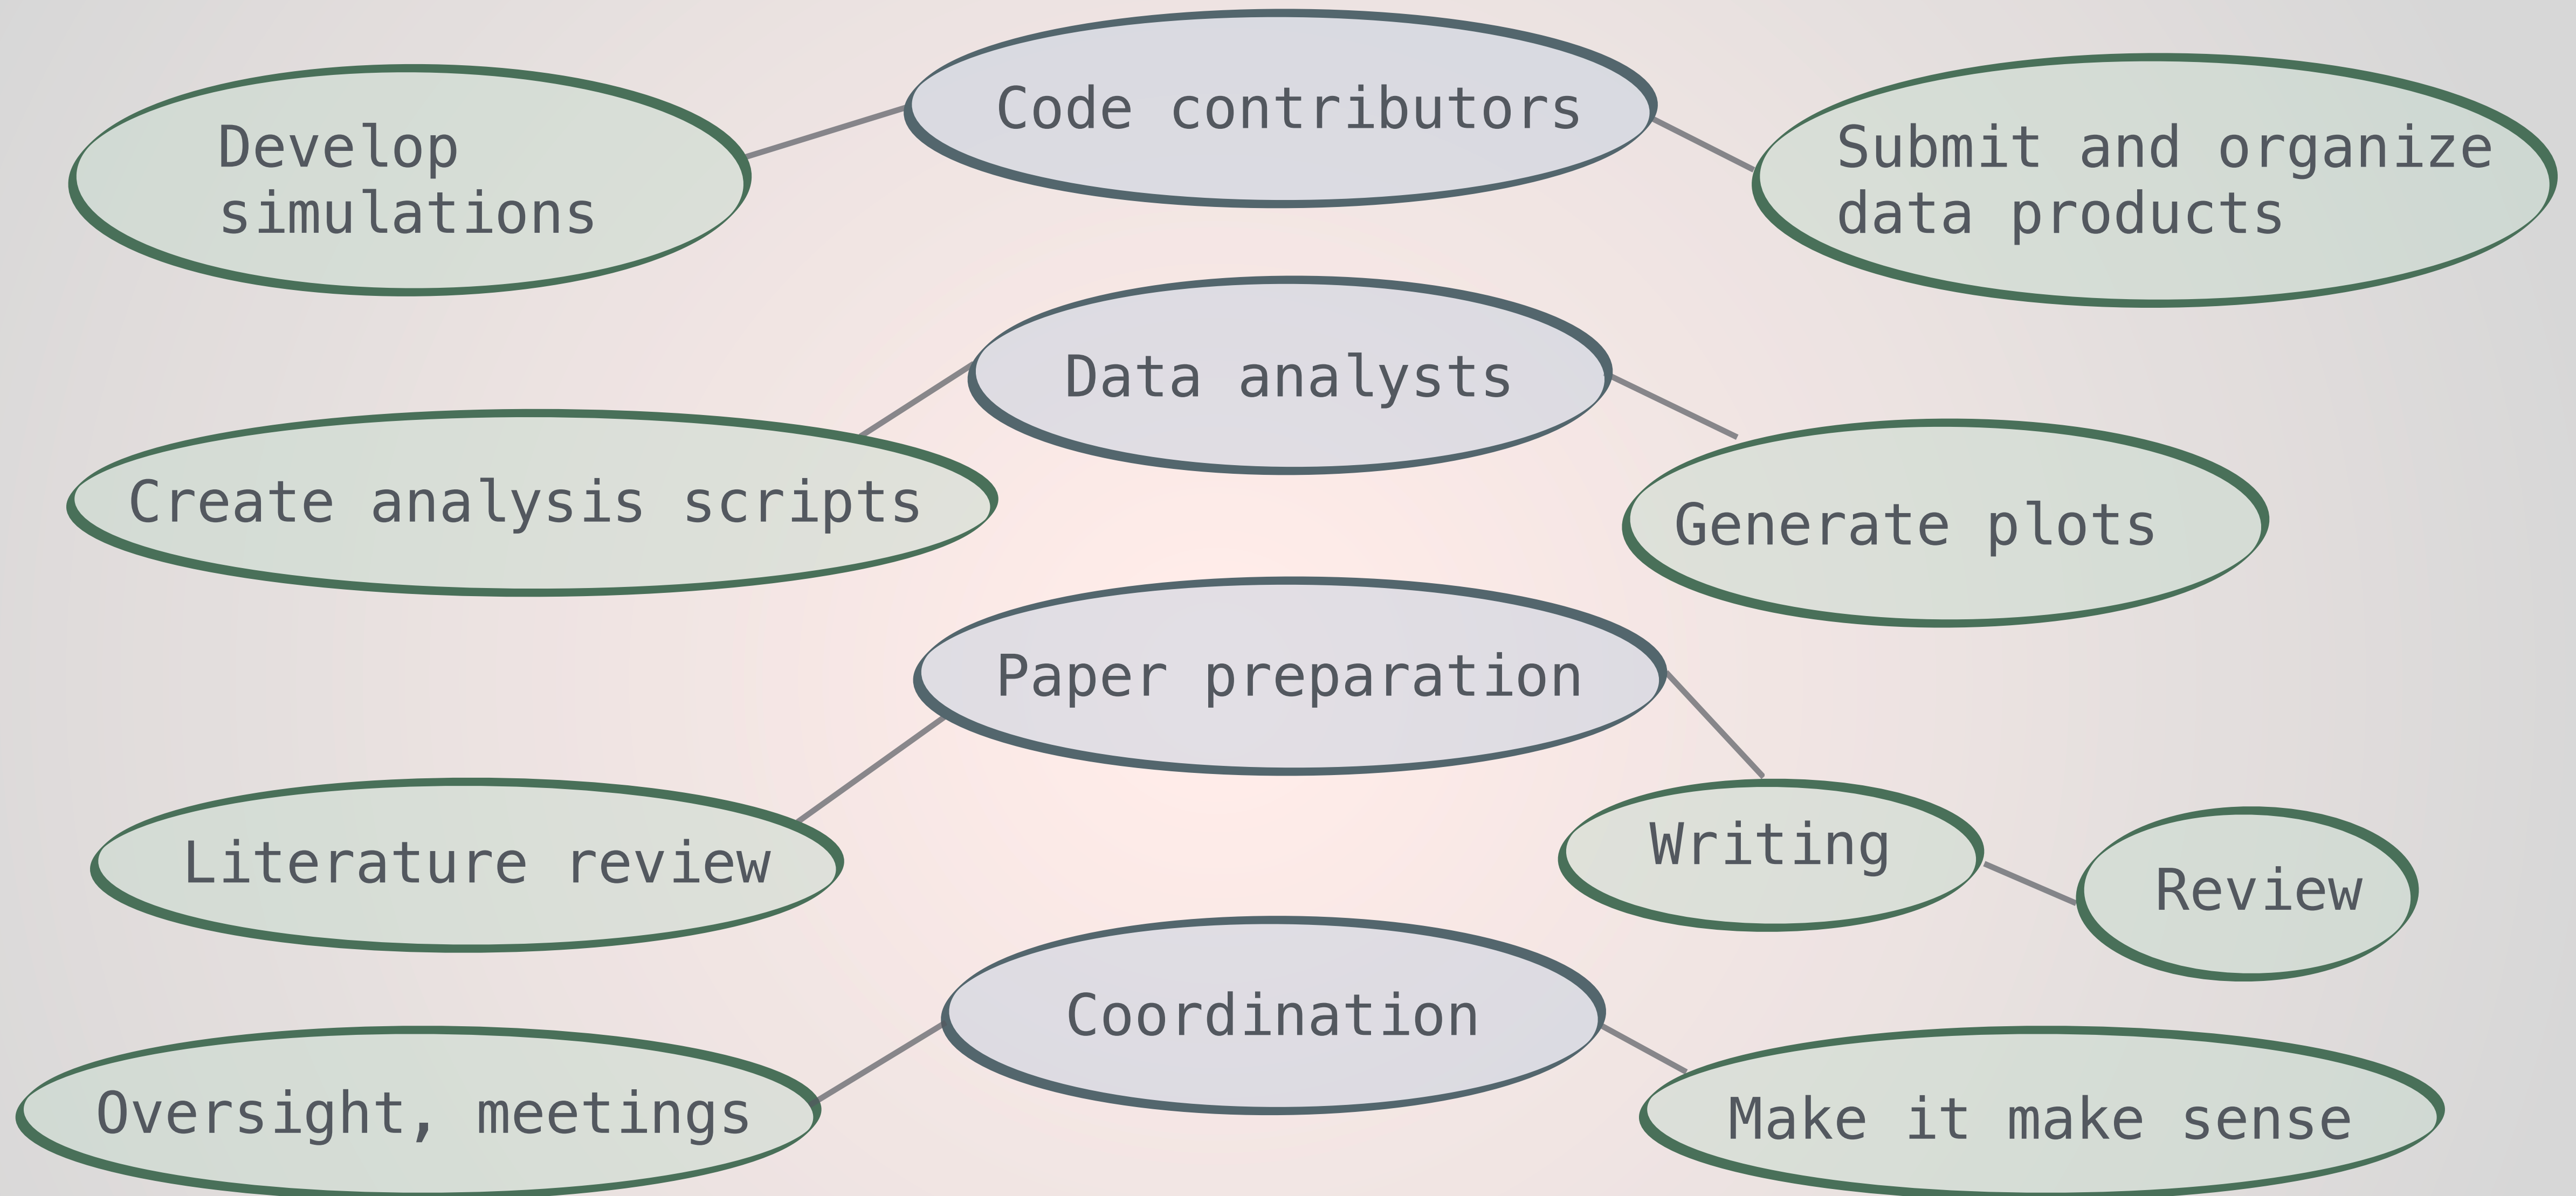 Code contributors
Develop
simulations
Submit and organize
data products
Data analysts
Create analysis scripts
Generate plots
Paper preparation
Literature review
Writing
Review
Coordination
Oversight, meetings
Make it make sense